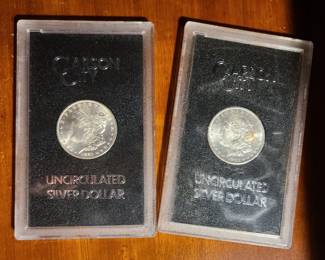 CARSON
CITY
UNCIRCULATED
SILVER DOLLAR
CARSON
CITY
UNCIRCULATED
SILVER DOLLAR